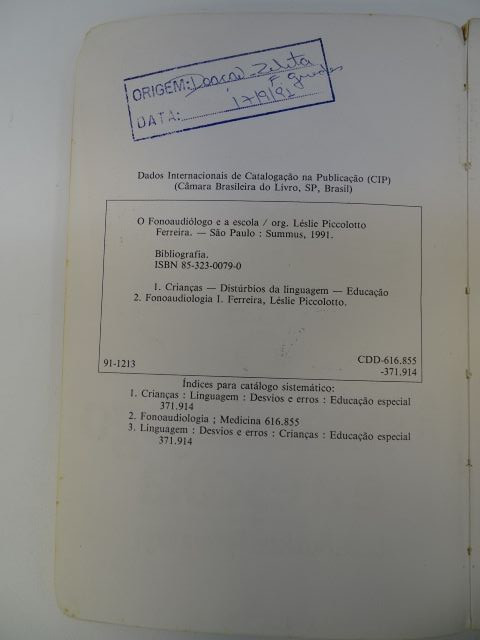 ORIGEM: Doação - Zelita
F.
DATA: 17/9/92
Dados Internacionais de Catalogação na Publicação (CIP)
(Câmara Brasileira do Livro, SP, Brasil)
O Fonoaudiólogo e a escola / org. Léslie Piccolotto
Ferreira. — São Paulo : Summus, 1991.
Bibliografia.
ISBN 85-323-0079-0
1. Crianças — Distúrbios da linguagem — Educação
2. Fonoaudiologia I. Ferreira, Léslie Piccolotto.
91-1213
CDD-616.855
-371.914
Índices para catálogo sistemático:
1. Crianças : Linguagem : Desvios e erros : Educação especial
371.914
2. Fonoaudiologia ; Medicina 616.855
3. Linguagem : Desvios e erros : Crianças : Educação especial
371.914